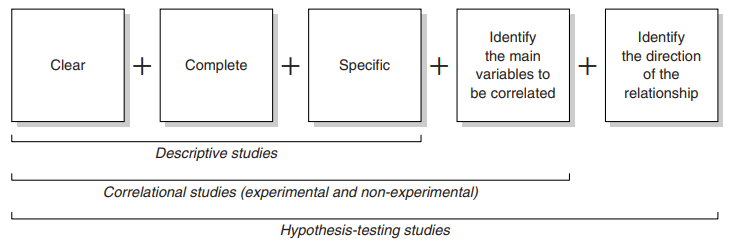 Clear
+
Complete
+
Specific
+
Identify
the main
variables to
be correlated
+
Identify
the direction
of the
relationship
Descriptive studies
Correlational studies (experimental and non-experimental)
Hypothesis-testing studies